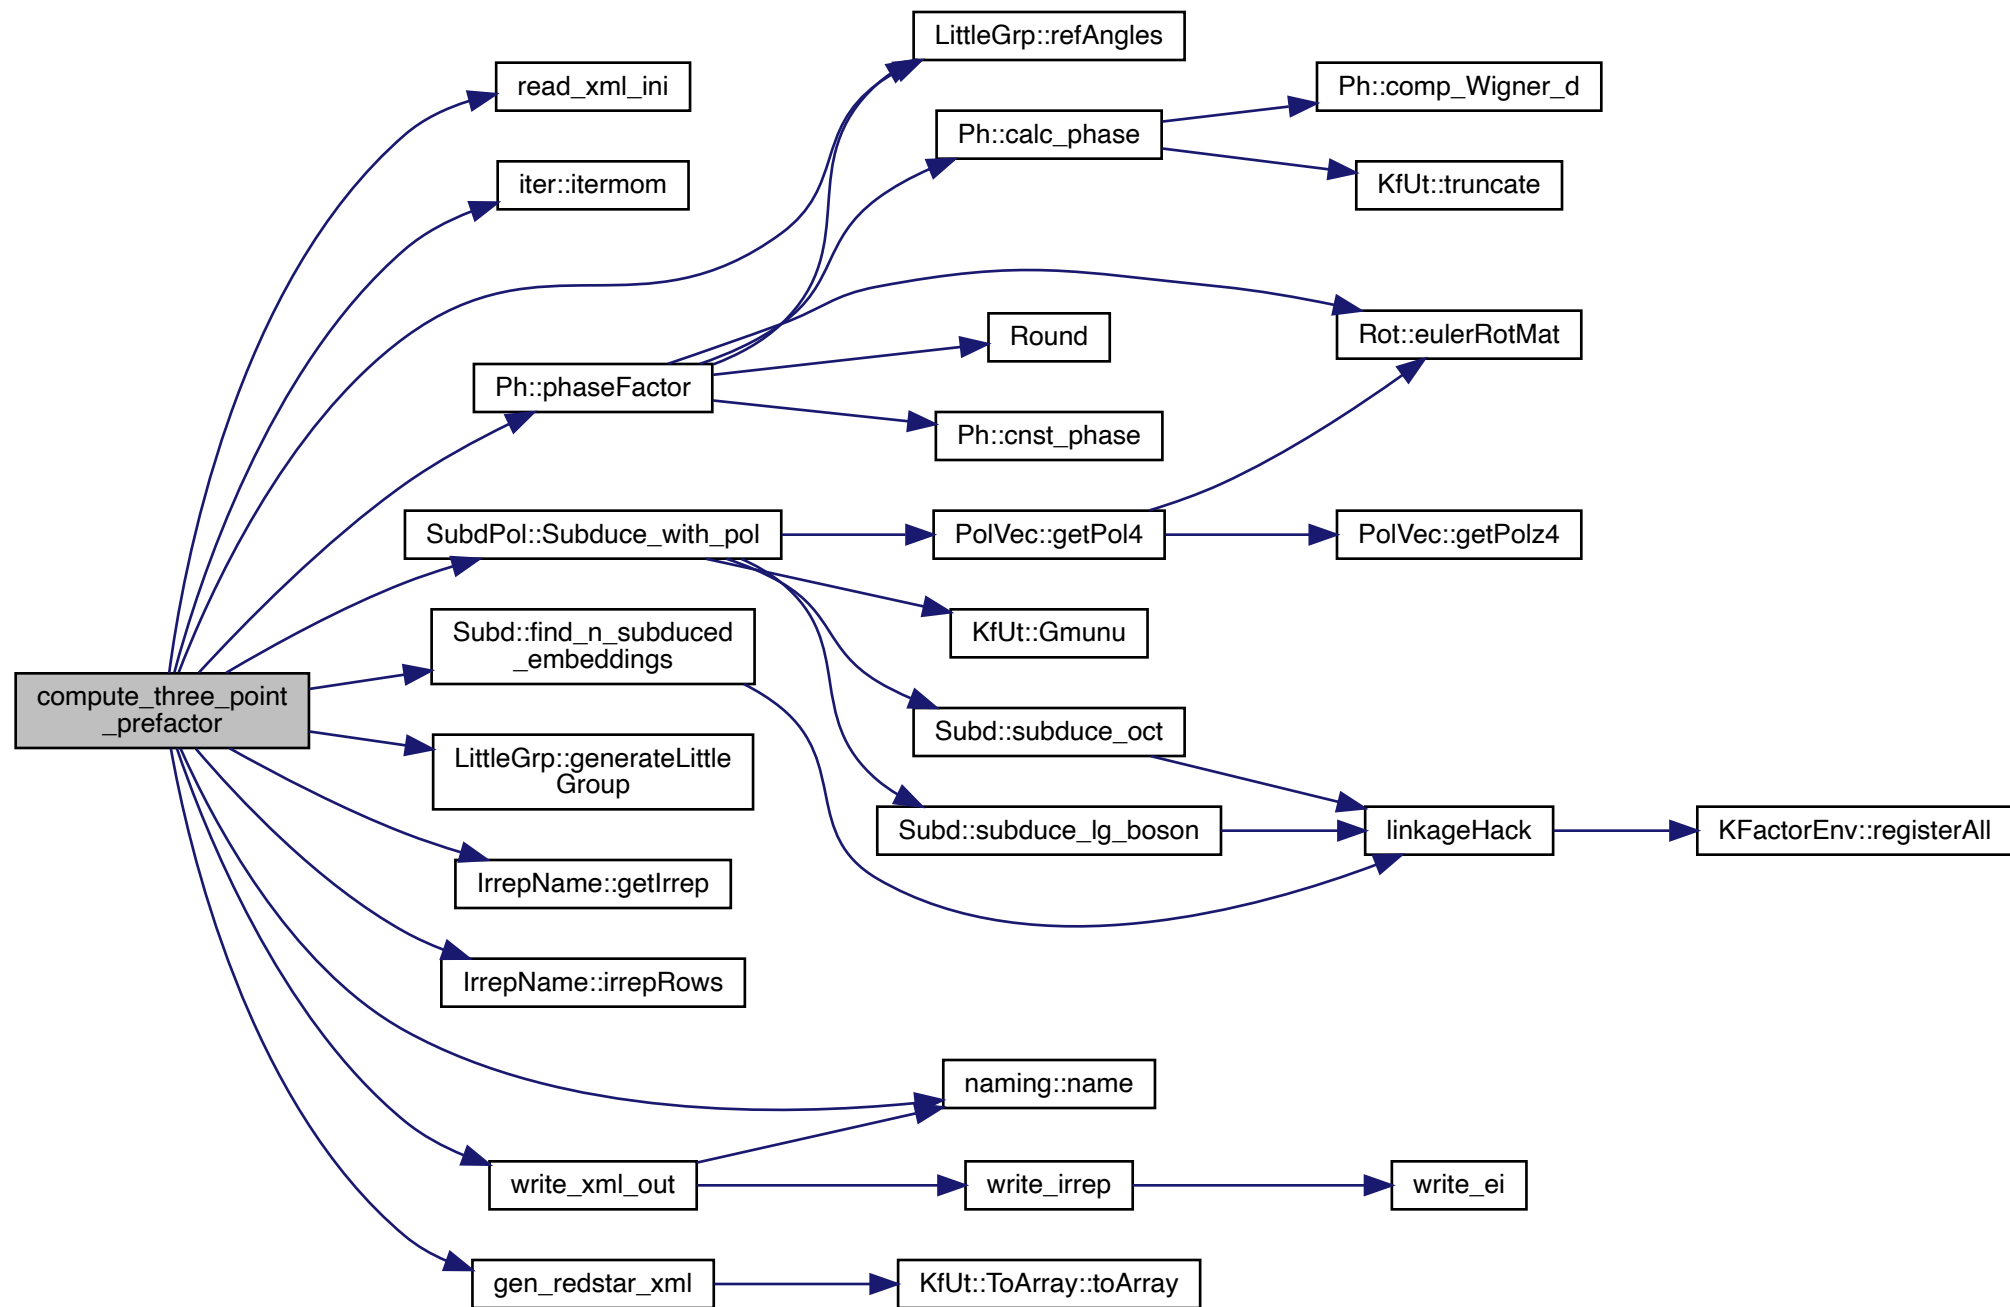 LittleGrp::refAngles
read_xml_ini
Ph::comp_Wigner_d
Ph::calc_phase
iter::itermom
KfUt::truncate
Round
Rot::eulerRotMat
Ph::phaseFactor
Ph::cnst_phase
SubdPol::Subduce_with_pol
PolVec::getPol4
PolVec::getPolz4
Subd::find_n_subduced
_embeddings
KfUt::Gmunu
compute_three_point
_prefactor
Subd::subduce_oct
LittleGrp::generateLittle
Group
Subd::subduce_lg_boson
linkageHack
KFactorEnv::registerAll
IrrepName::getIrrep
IrrepName::irrepRows
naming::name
write_xml_out
write_irrep
write_ei
gen_redstar_xml
KfUt::ToArray::toArray